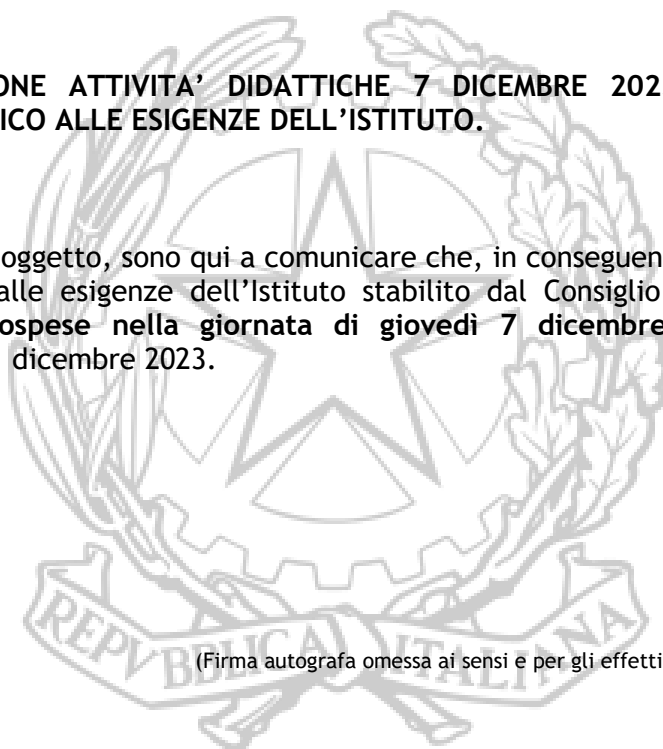 ONE ATTIVITA’ DIDATTICHE 7 DICEMBRE 202
ICO ALLE ESIGENZE DELL’ISTITUTO.
oggetto, sono qui a comunicare che, in conseguen
alle esigenze dell’Istituto stabilito dal Consiglio
ospese nella giornata di giovedì 7 dicembre
dicembre 2023.
REPVBBLICA ITALIANA
(Firma autografa omessa ai sensi e per gli effetti